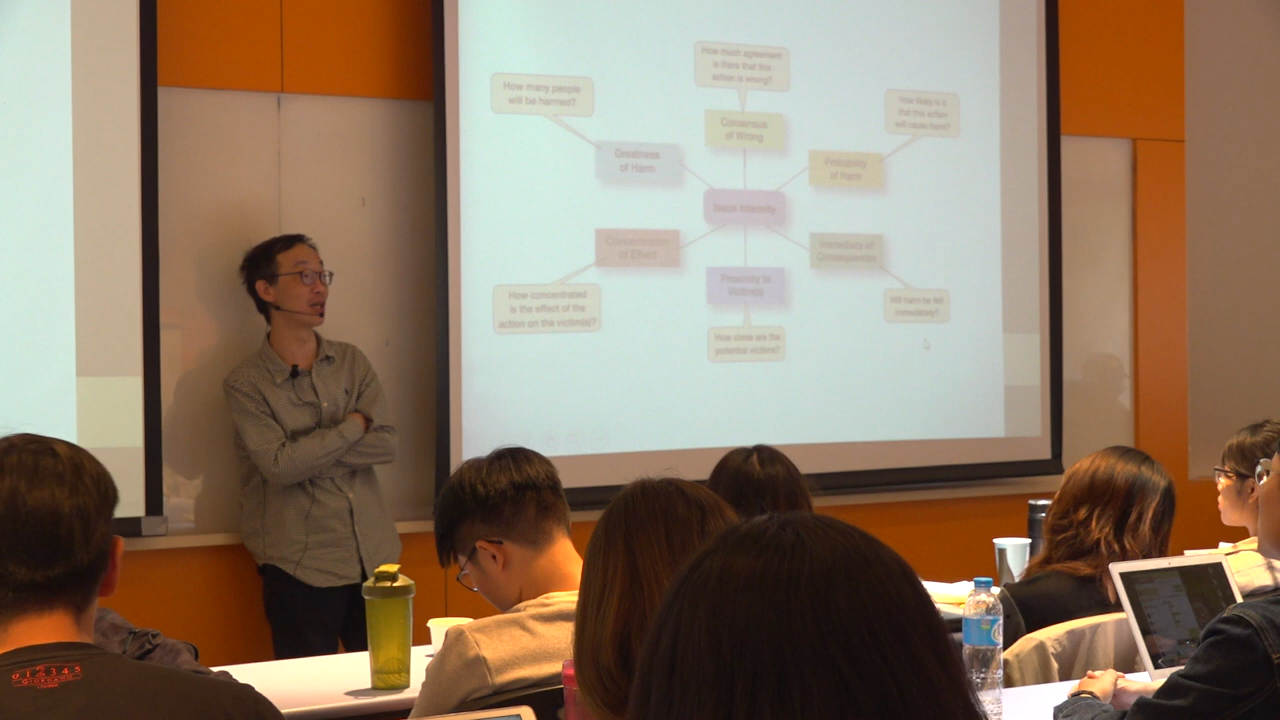 How much agreement
is there that this
action is wrong?
How many people
will be harmed?
How likely is it
that this action
will cause harm?
Consensus
of Wrong
Greatness
of Harm
Probability
of Harm
Issue Intensity
Concentration
of Effect
Immediacy of
Consequences
Proximity to
Victim(s)
How concentrated
is the effect of the
action on the victim(s)?
Will harm be felt
immediately?
How close are the
potential victims?
012345
GIORDANO